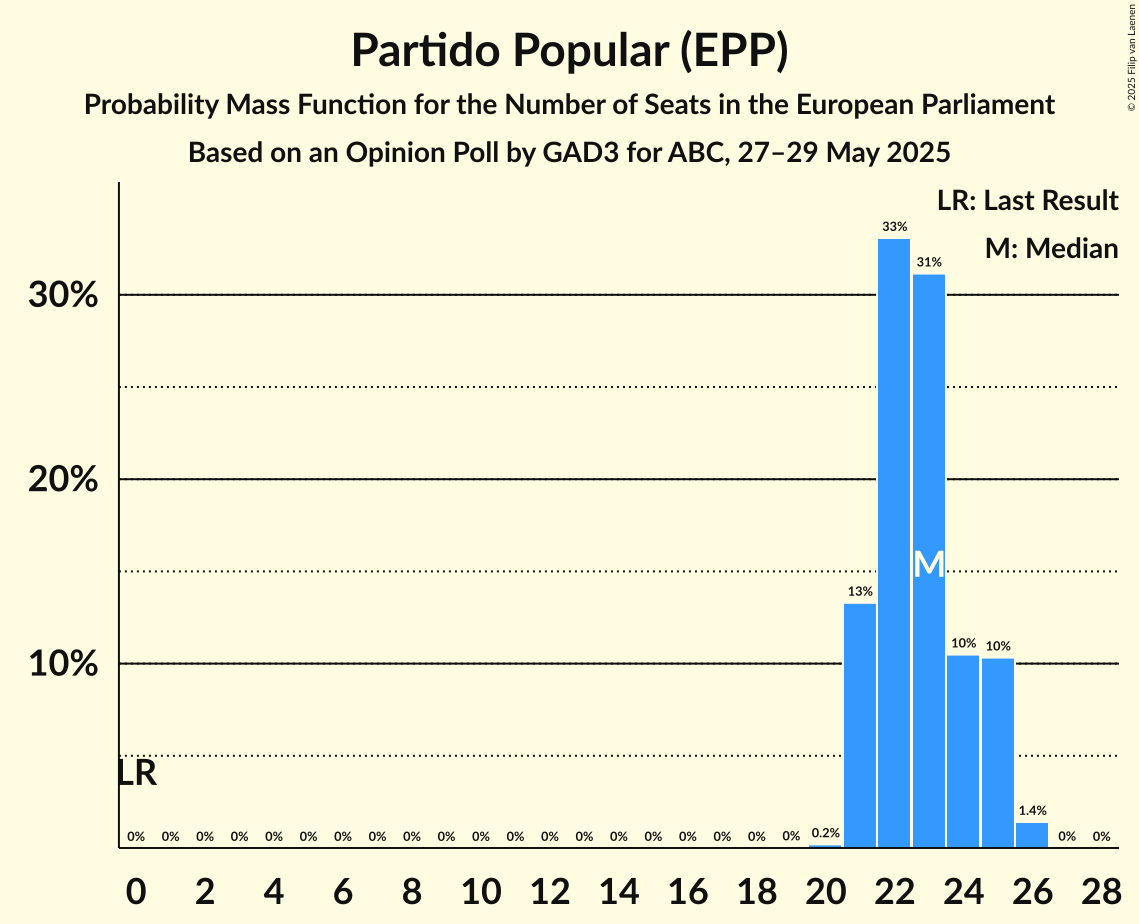 Partido Popular (EPP)
Probability Mass Function for the Number of Seats in the European Parliament
Based on an Opinion Poll by GAD3 for ABC, 27–29 May 2025
© 2025 Filip van Laenen
LR: Last Result
M: Median
33%
31%
30%
20%
M
13%
10%
10%
10%
LR
1.4%
0% 0% 0% 0% 0% 0% 0% 0% 0% 0% 0% 0% 0% 0% 0% 0% 0% 0% 0% 0% 0.2% 0% 0%
0 2 4 6 8 10 12 14 16 18 20 22 24 26 28